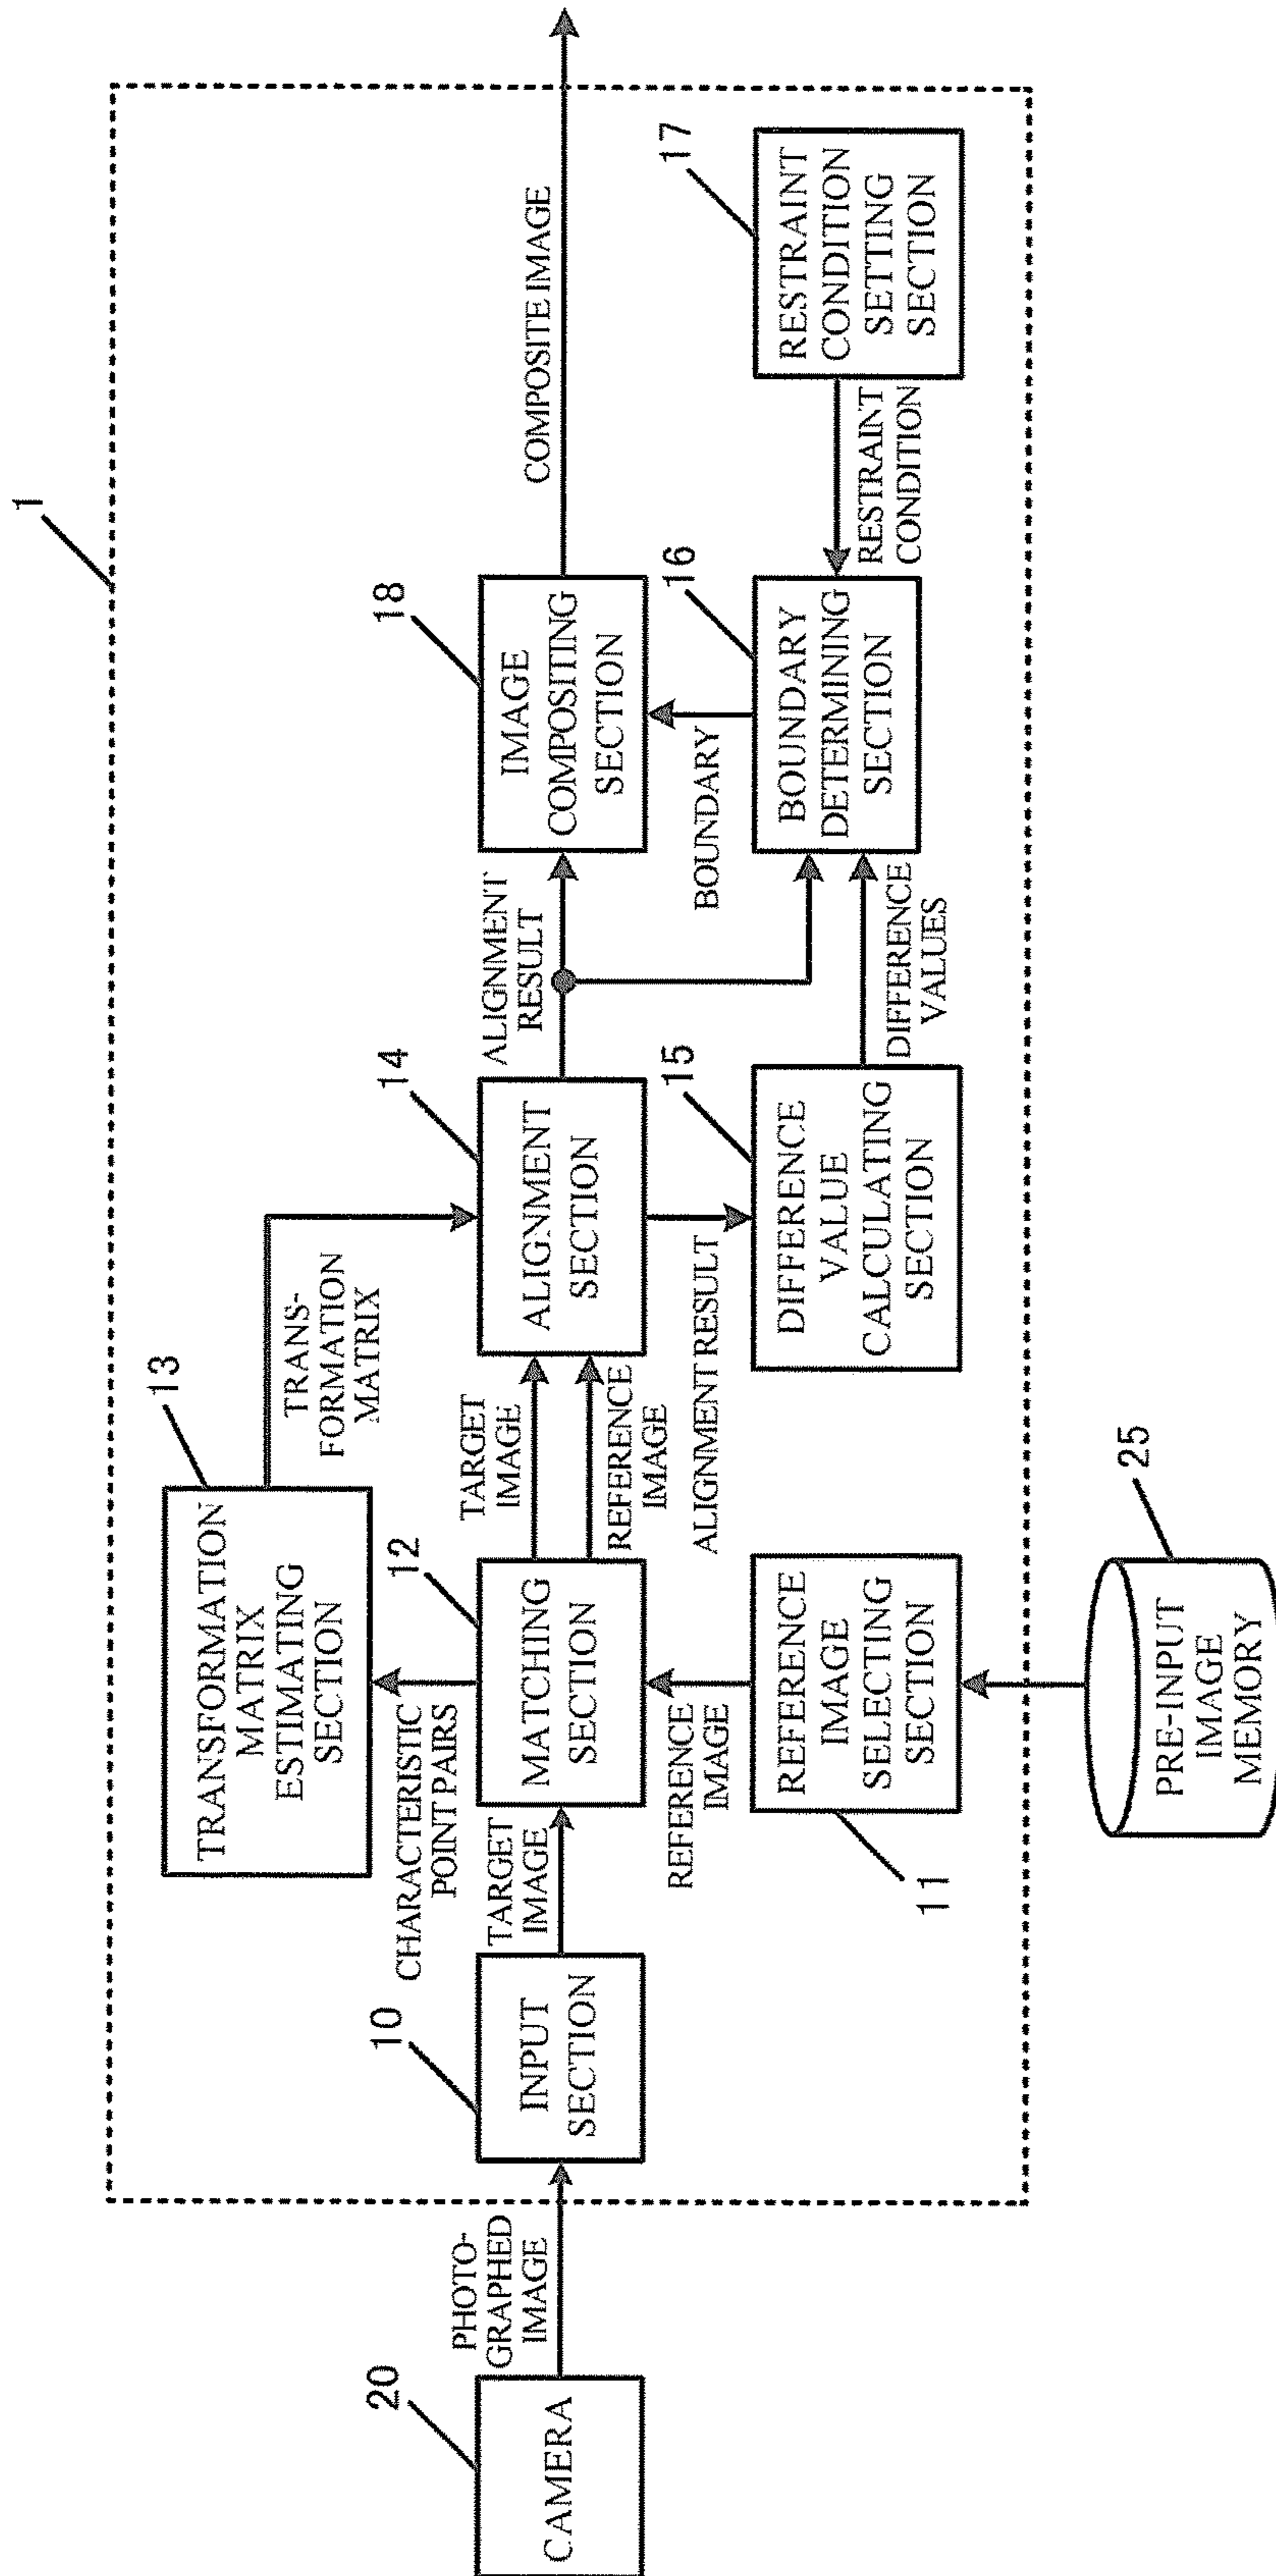 1
20
CAMERA
PHOTO-
GRAPHED
IMAGE
10
INPUT
SECTION
TARGET
IMAGE
12
MATCHING
SECTION
CHARACTERISTIC
POINT PAIRS
13
TRANSFORMATION
MATRIX
ESTIMATING
SECTION
TRANS-
FORMATION
MATRIX
REFERENCE
IMAGE
11
REFERENCE
IMAGE
SELECTING
SECTION
25
PRE-INPUT
IMAGE
MEMORY
TARGET
IMAGE
REFERENCE
IMAGE
14
ALIGNMENT
SECTION
ALIGNMENT RESULT
15
DIFFERENCE
VALUE
CALCULATING
SECTION
ALIGNMENT
RESULT
DIFFERENCE
VALUES
16
BOUNDARY
DETERMINING
SECTION
BOUNDARY
18
IMAGE
COMPOSITING
SECTION
COMPOSITE IMAGE
RESTRAINT
CONDITION
17
RESTRAINT
CONDITION
SETTING
SECTION